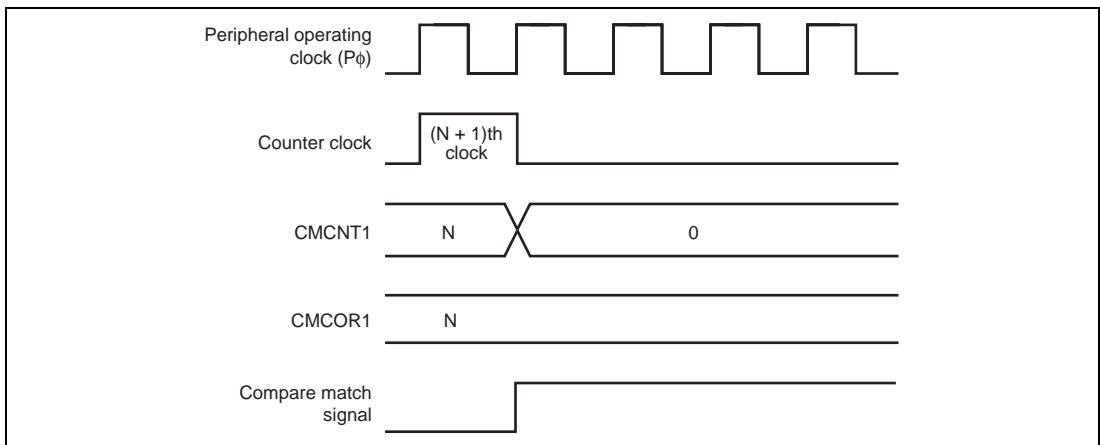 Peripheral operating
clock (Pϕ)
Counter clock
(N + 1)th
clock
CMCNT1
N
0
CMCOR1
N
Compare match
signal